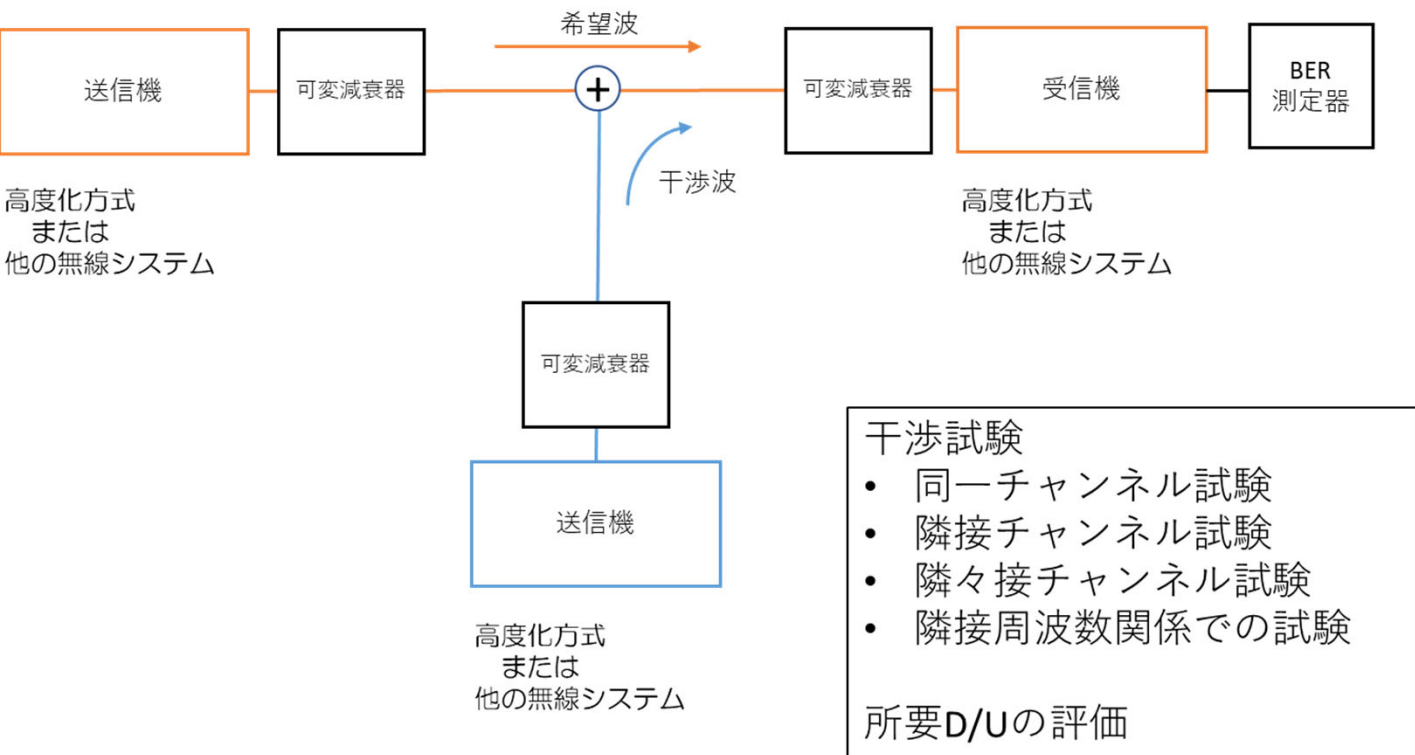 希望波
送信機
可変減衰器
+
可変減衰器
受信機
BER
測定器
干渉波
高度化方式
または
他の無線システム
高度化方式
または
他の無線システム
可変減衰器
送信機
高度化方式
または
他の無線システム
干渉試験
• 同一チャンネル試験
• 隣接チャンネル試験
• 隣々接チャンネル試験
• 隣接周波数関係での試験
所要D/Uの評価